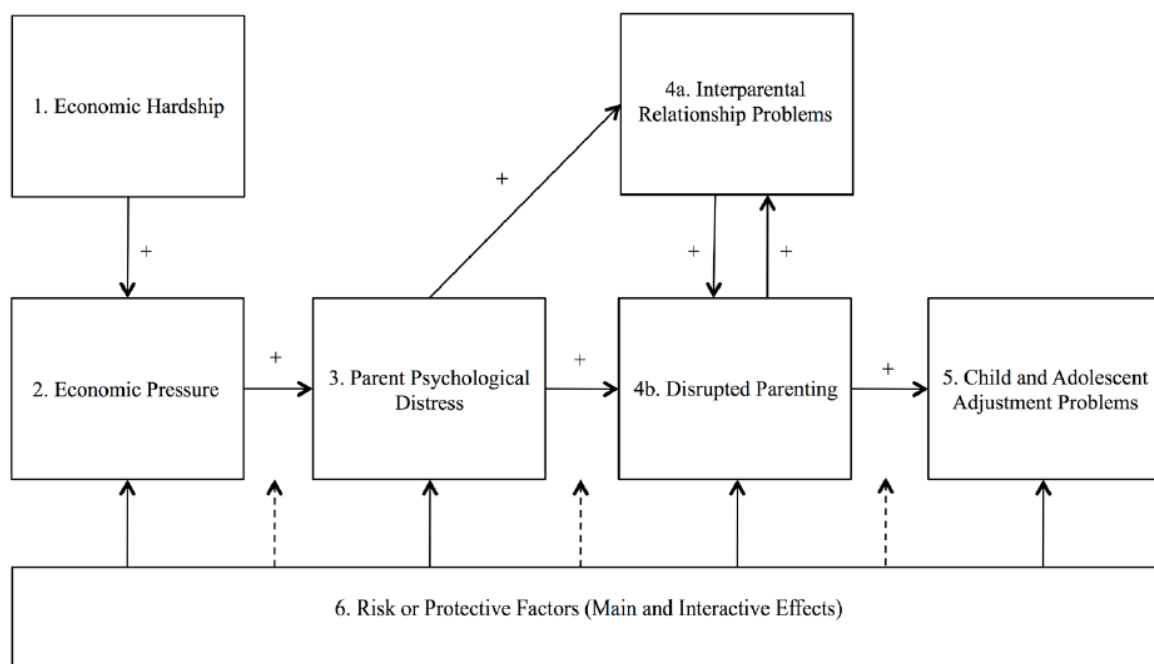 1. Economic Hardship
4a. Interparental
Relationship Problems
+
+
+
+
2. Economic Pressure
+
3. Parent Psychological
Distress
+
4b. Disrupted Parenting
+
5. Child and Adolescent
Adjustment Problems
6. Risk or Protective Factors (Main and Interactive Effects)